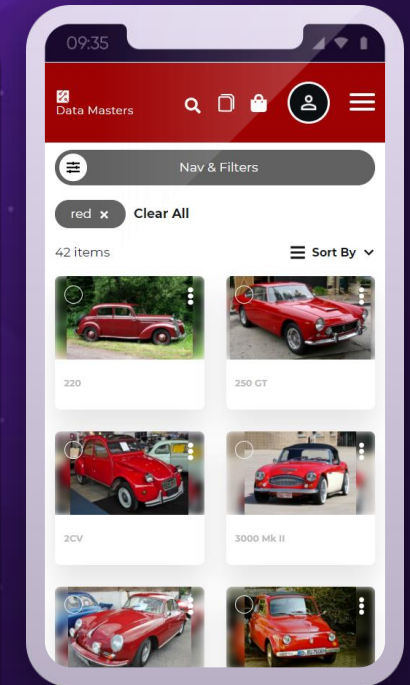 09:35
Data Masters
Nav & Filters
red ×
Clear All
42 items
Sort By
220
250 GT
2CV
3000 Mk II